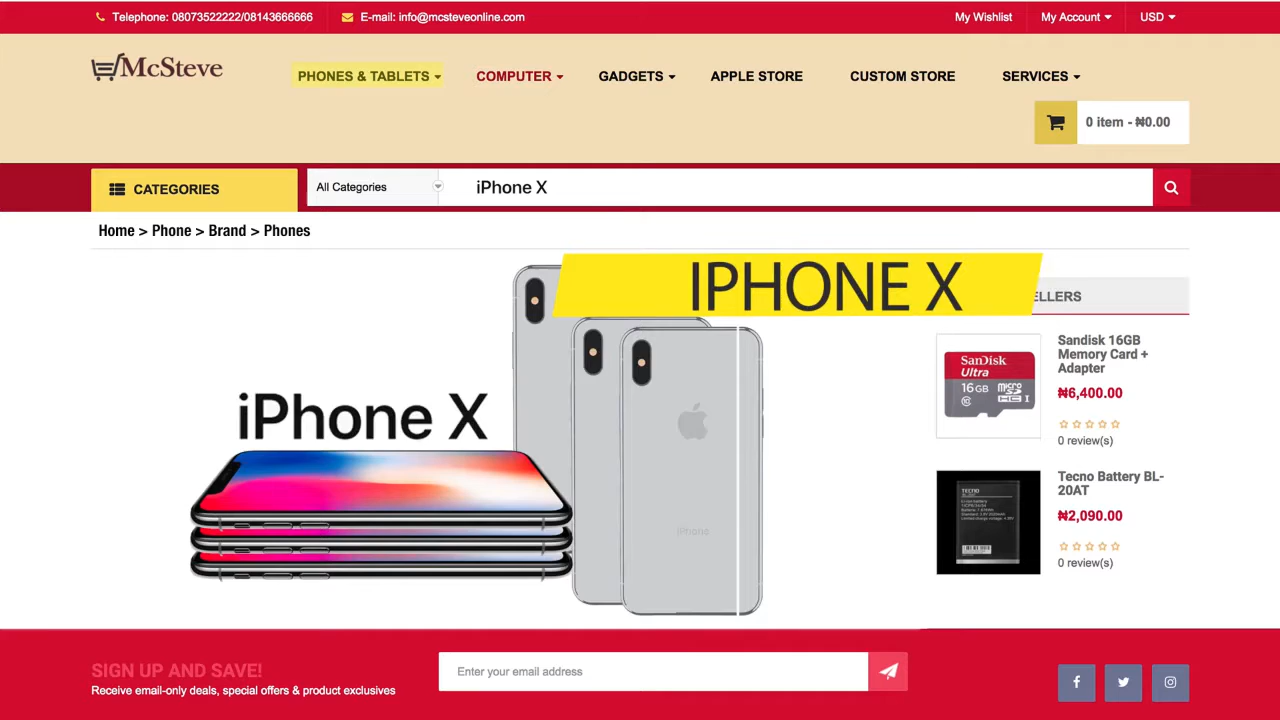 Telephone: 08073522222/08143666666
E-mail: info@mcsteveonline.com
My Wishlist
My Account
USD
McSteve
PHONES & TABLETS
COMPUTER
GADGETS
APPLE STORE
CUSTOM STORE
SERVICES
0 item - ₦0.00
CATEGORIES
All Categories
iPhone X
Home > Phone > Brand > Phones
IPHONE X
ELLERS
iPhone X
iPhone
SanDisk
Ultra
16GB
micro
HC I
Sandisk 16GB
Memory Card +
Adapter
₦6,400.00
0 review(s)
TECNO
Tecno Battery BL-
20AT
₦2,090.00
0 review(s)
SIGN UP AND SAVE!
Receive email-only deals, special offers & product exclusives
Enter your email address